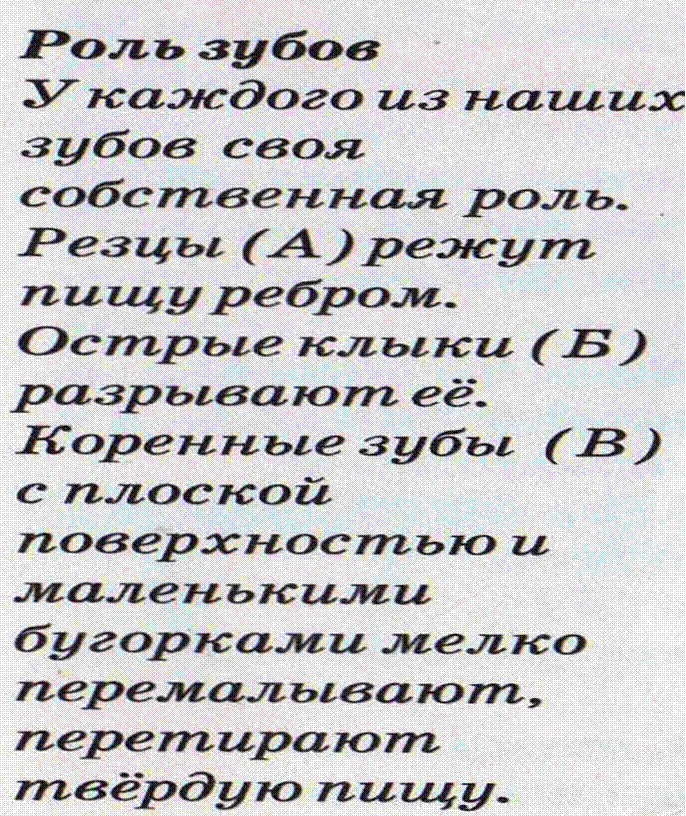 Роль зубов
У каждого из наших
зубов своя
собственная роль.
Резцы (А) режут
пищу ребром.
Острые клыки (Б)
разрывают её.
Коренные зубы (В)
с плоской
поверхностью и
маленькими
бугорками мелко
перемалывают,
перетирают
твёрдую пищу.